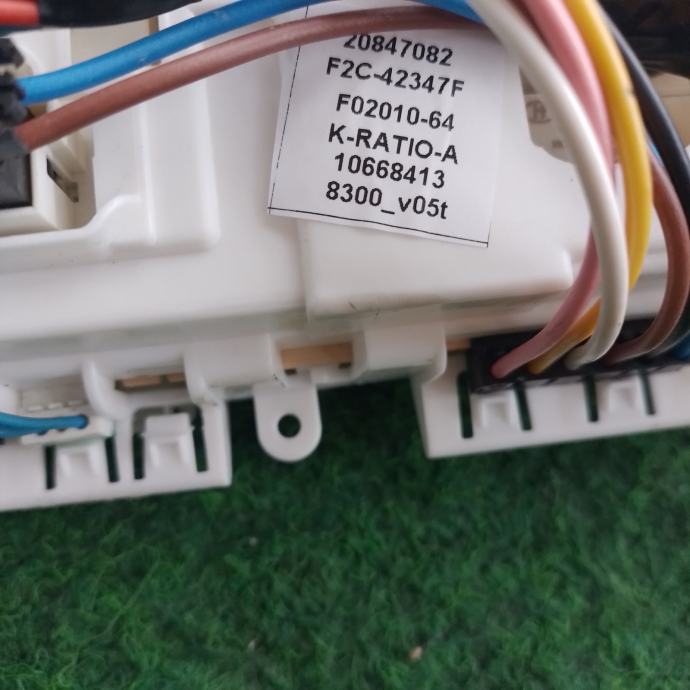 20847082
F2C-42347F
F02010-64
K-RATIO-A
10668413
8300_v05t